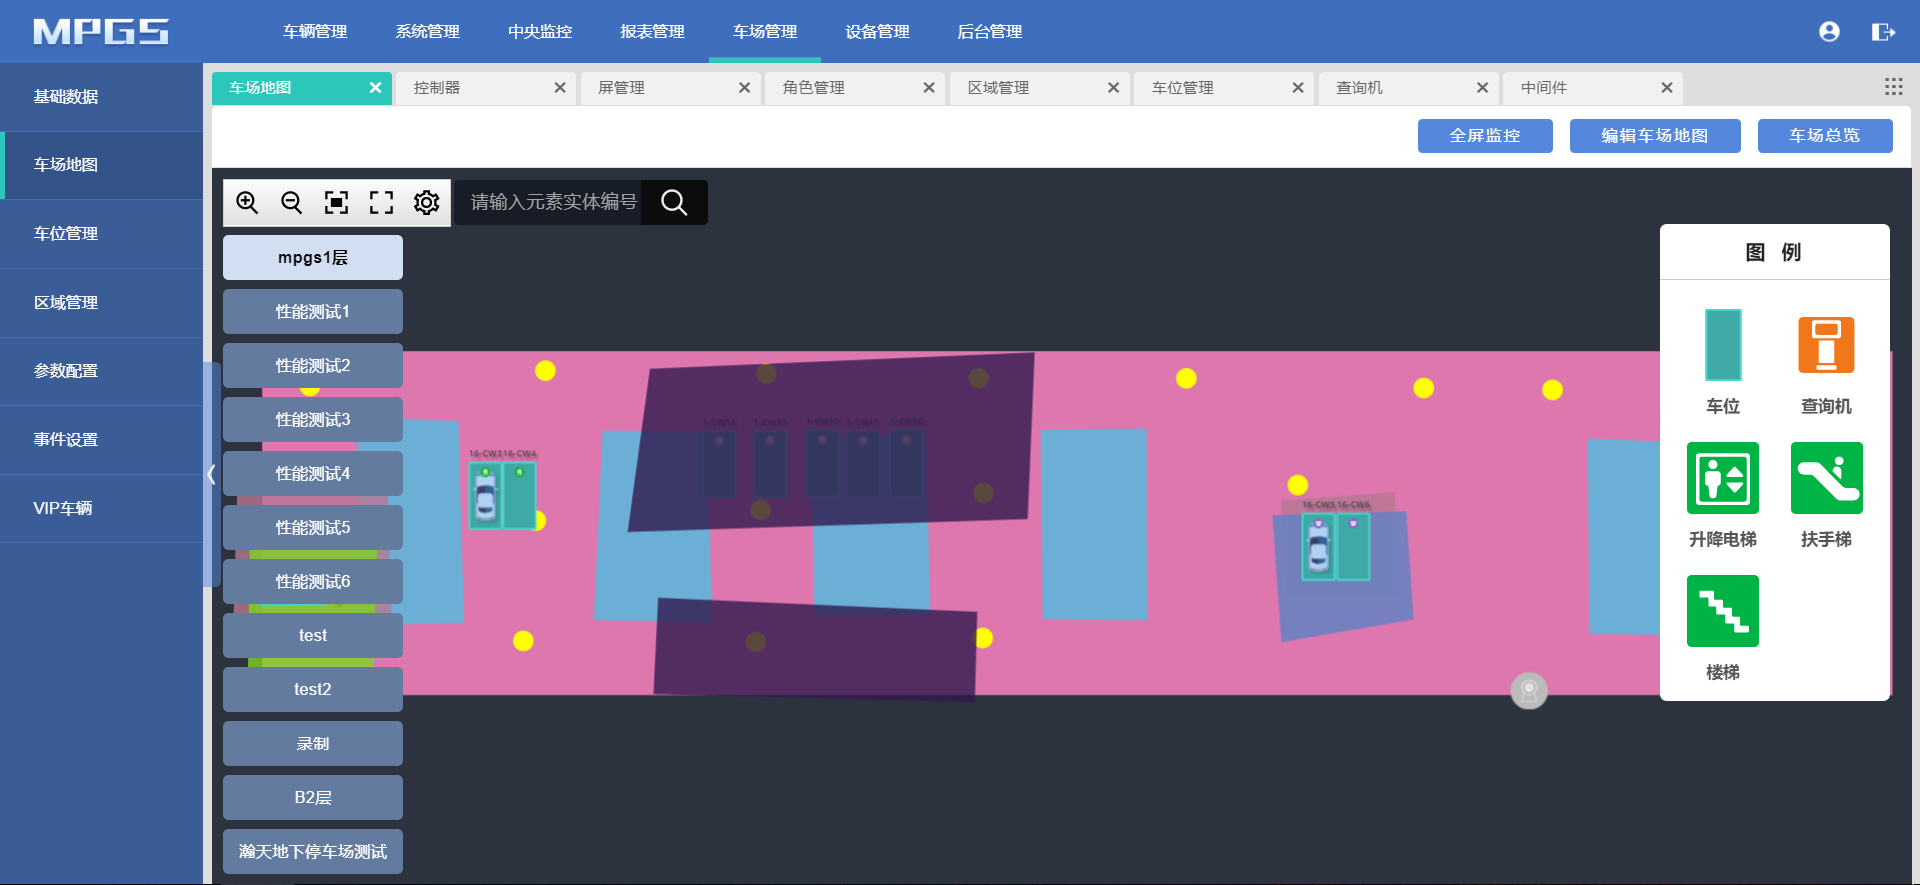 MPGS
车辆管理
系统管理
中央监控
报表管理
车场管理
设备管理
后台管理
基础数据
车场地图
车位管理
区域管理
参数配置
事件设置
VIP车辆
车场地图
控制器
屏管理
角色管理
区域管理
车位管理
查询机
中间件
全屏监控
编辑车场地图
车场总览
请输入元素实体编号
mpgs1层
性能测试1
性能测试2
性能测试3
性能测试4
性能测试5
性能测试6
test
test2
录制
B2层
瀚天地下停车场测试
16-CW3
16-CW4
16-CW5
16-CW6
图 例
车位
查询机
升降电梯
扶手梯
楼梯